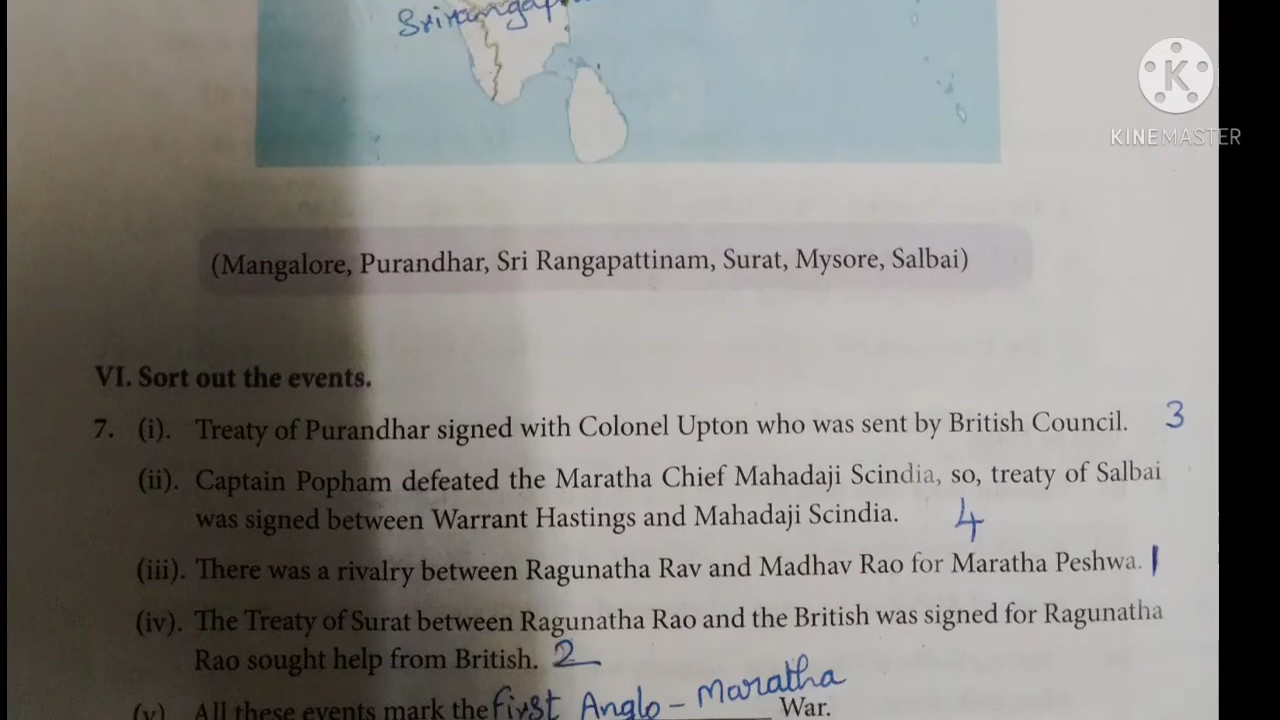 Srirangap
KINEMASTER
(Mangalore, Purandhar, Sri Rangapattinam, Surat, Mysore, Salbai)
VI. Sort out the events.
7. (i). Treaty of Purandhar signed with Colonel Upton who was sent by British Council. 3
(ii). Captain Popham defeated the Maratha Chief Mahadaji Scindia, so, treaty of Salbai
was signed between Warrant Hastings and Mahadaji Scindia. 4
(iii). There was a rivalry between Ragunatha Rav and Madhav Rao for Maratha Peshwa. 1
(iv). The Treaty of Surat between Ragunatha Rao and the British was signed for Ragunatha
Rao sought help from British. 2
(v) All these events mark the first Anglo - Maratha War.